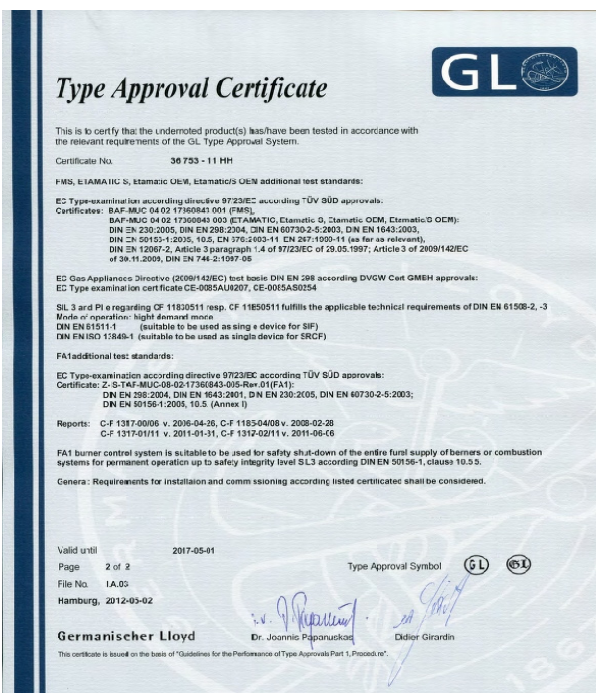 GL
Type Approval Certificate
This is to certify that the undernoted product(s) has/have been tested in accordance with
the relevant requirements of the GL Type Approval System.
Certificate No. 36 753 - 11 HH
FMS, ETAMATIC S, Etamatic OEM, Etamatic/S OEM additional test standards:
EC Type-examination according directive 97/23/EC according TÜV SÜD approvals:
Certificates: BAF-MUC 04 02 17360843 001 (FMS),
BAF-MUC 04 02 17360843 003 (ETAMATIC, Etamatic S, Etamatic OEM, Etamatic/S OEM):
DIN EN 230:2005, DIN EN 298:2004, DIN EN 60730-2-5:2003, DIN EN 1643:2003,
DIN EN 50156-1:2005, 10.5, EN 676:2003-11 EN 267:1999-11 (as far as relevant),
DIN EN 12067-2, Article 3 paragraph 1.4 of 97/23/EC of 29.05.1997; Article 3 of 2009/142/EC
of 30.11.2009, DIN EN 746-2:1997-05
EC Gas Appliances Directive (2009/142/EC) test basis DIN EN 298 according DVGW Cert GMEH approvals:
EC Type examination certificate CE-0085AU0207, CE-0085AS0254
SIL 3 and Pl e regarding CF 11830511 resp. CF 11E50511 fulfills the applicable technical requirements of DIN EN 61508-2, -3
Mode of operation: hight demand mode
DIN EN 61511-1 (suitable to be used as single device for SIF)
DIN EN ISO 13849-1 (suitable to be used as single device for SRCF)
FA1additional test standards:
EC Type-examination according directive 97/23/EC according TÜV SÜD approvals:
Certificate: Z-IS-TAF-MUC-08-02-17360843-005-Rev.01(FA1):
DIN EN 298:2004, DIN EN 1643:2001, DIN EN 230:2005, DIN EN 60730-2-5:2003;
DIN EN 50156-1:2005, 10.5. (Annex I)
Reports: C-F 1317-00/06 v. 2006-04-26, C-F 1185-04/08 v. 2008-02-28
C-F 1317-01/11 v. 2011-01-31, C-F 1317-02/11 v. 2011-06-06
FA1 burner control system is suitable to be used for safety shut-down of the entire fuel supply of berners or combustion
systems for permanent operation up to safety integrity level SIL3 according DIN EN 50156-1, clause 10.5 5.
General: Requirements for installaion and commissioning according listed certificated shall be considered.
Valid until 2017-05-01
Page 2 of 2 Type Approval Symbol GL GL
File No. I.A.03
Hamburg, 2012-05-02
Germanischer Lloyd Dr. Joannis Papanuskas Didier Girardin
This certificate is issued on the basis of "Guidelines for the Performance of Type Approvals Part 1, Procedure".